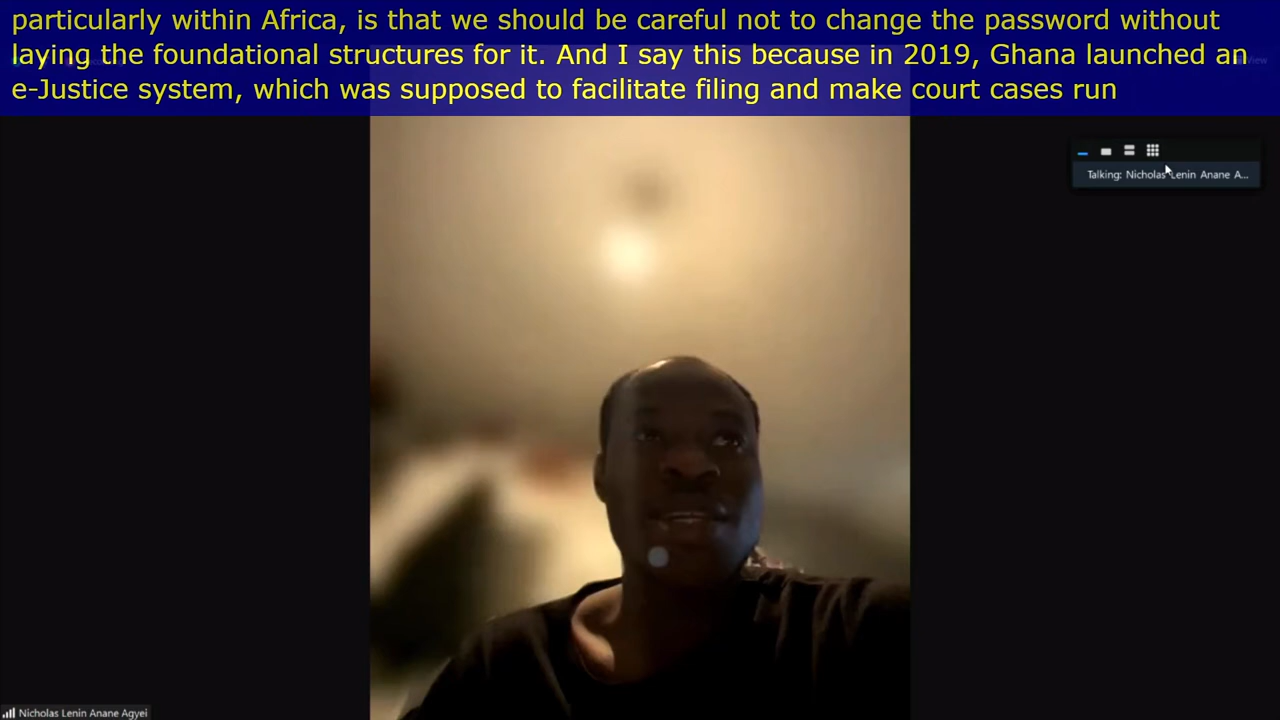 particularly within Africa, is that we should be careful not to change the password without
laying the foundational structures for it. And I say this because in 2019, Ghana launched an
e-Justice system, which was supposed to facilitate filing and make court cases run
View
Talking: Nicholas Lenin Anane A...
Nicholas Lenin Anane Agyei